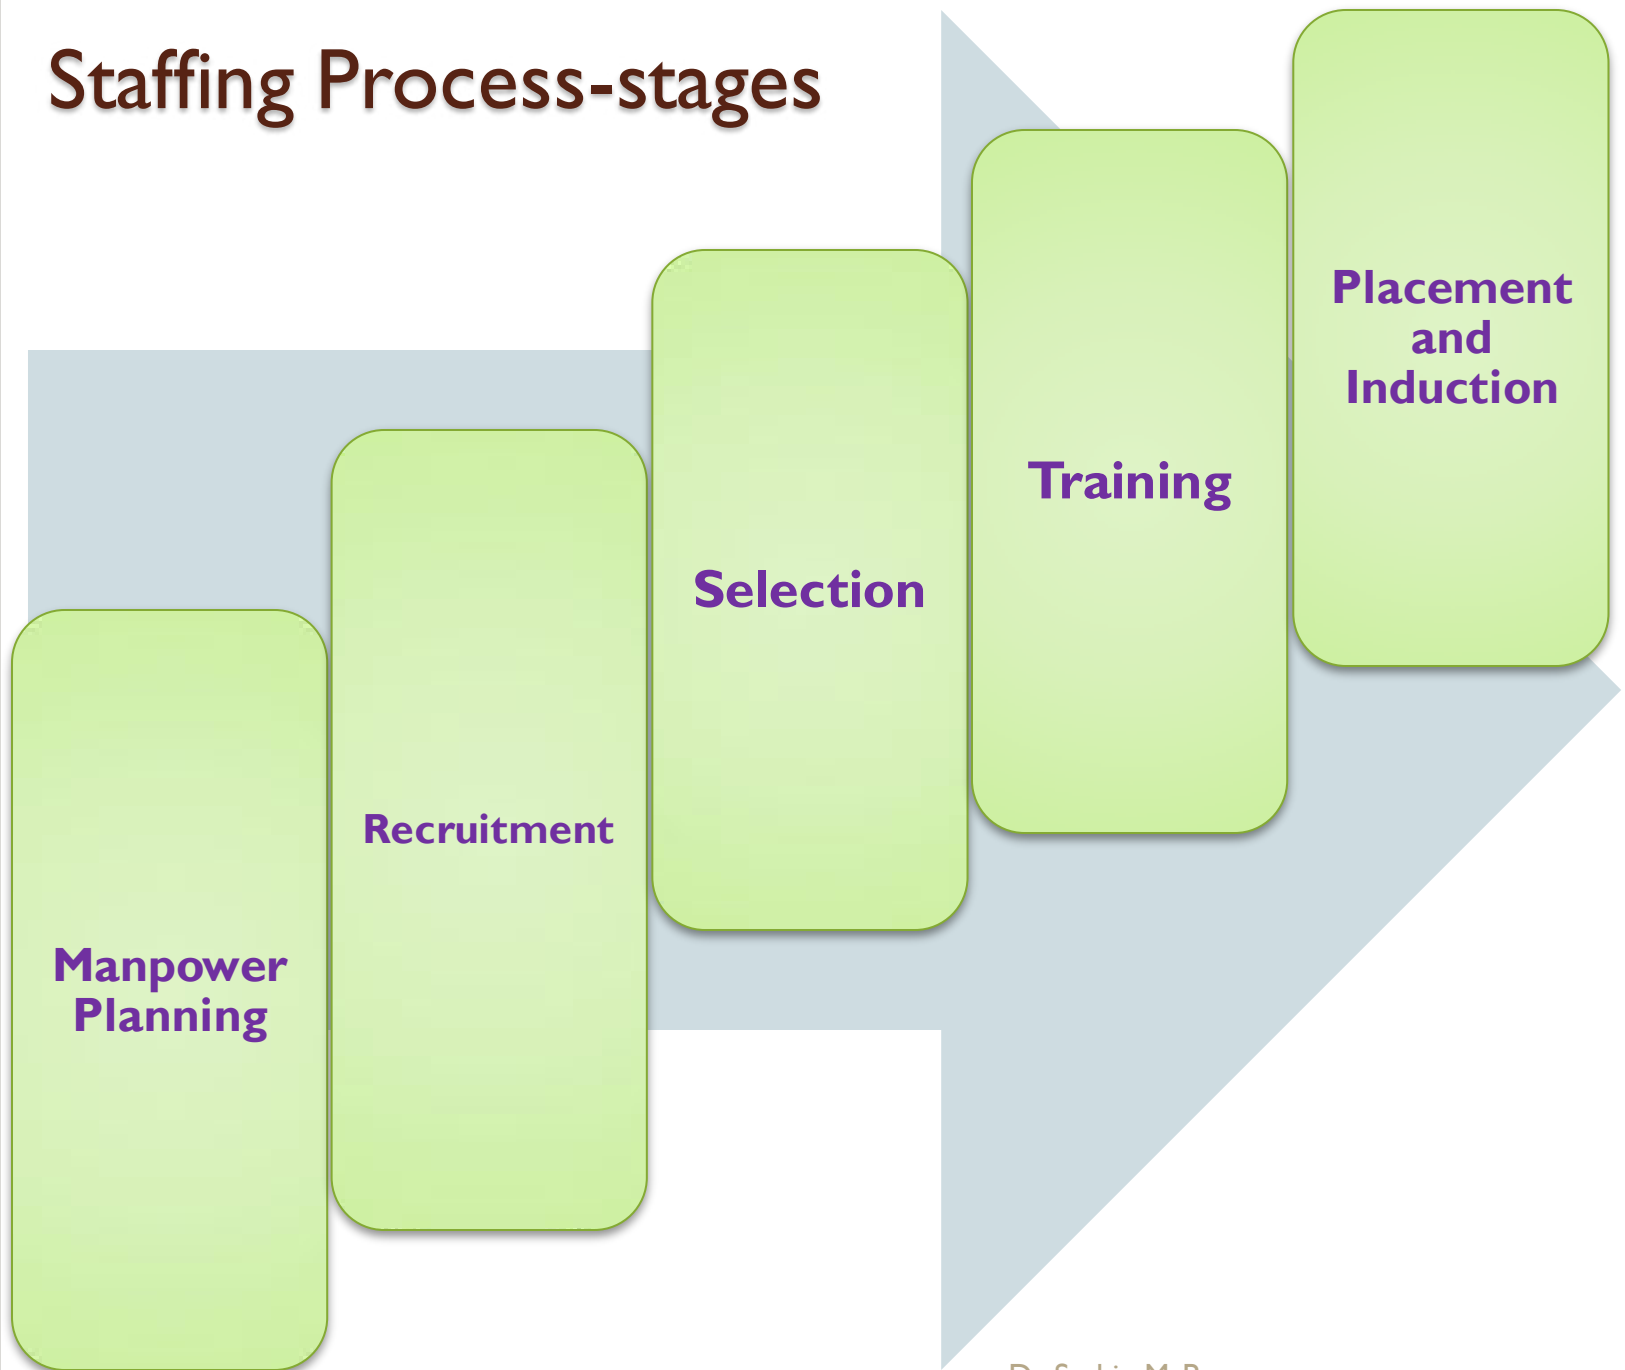 Staffing Process-stages
Manpower
Planning
Recruitment
Selection
Training
Placement
and
Induction